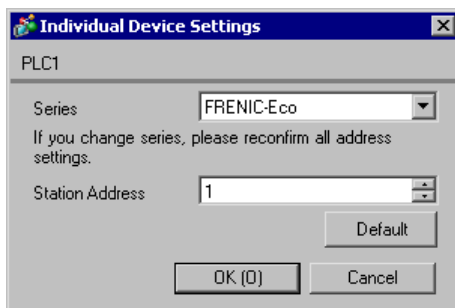 Individual Device Settings
PLC1
Series
FRENIC-Eco
If you change series, please reconfirm all address
settings.
Station Address
1
Default
OK (O)
Cancel